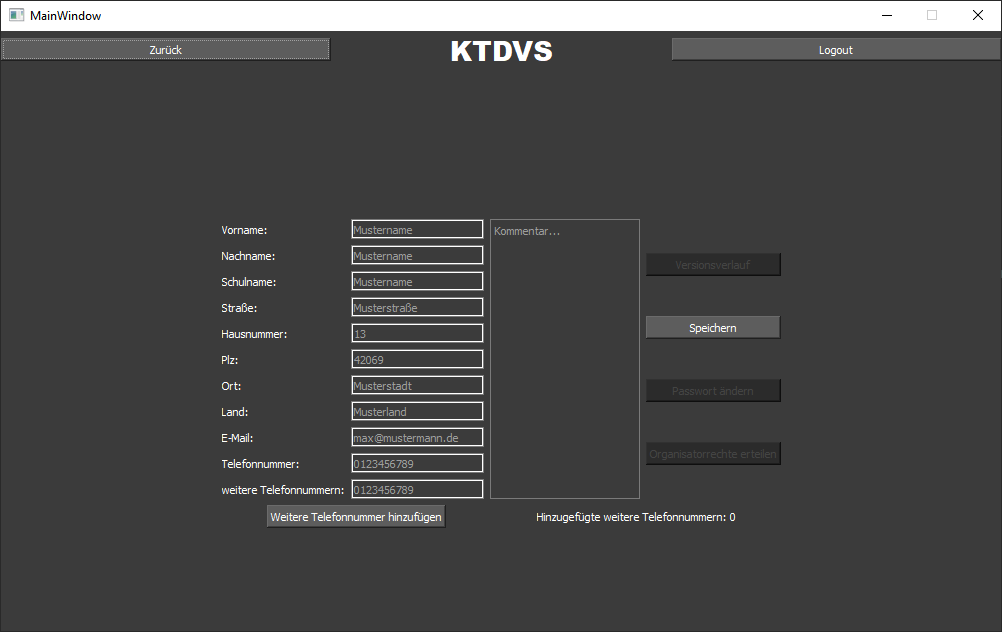 MainWindow
Zurück
KTDVS
Logout
Vorname: Mustername
Nachname: Mustername
Schulname: Mustername
Straße: Musterstraße
Hausnummer: 13
Plz: 42069
Ort: Musterstadt
Land: Musterland
E-Mail: max@mustermann.de
Telefonnummer: 0123456789
weitere Telefonnummern: 0123456789
Kommentar...
Versionsverlauf
Speichern
Passwort ändern
Organisatorrechte erteilen
Weitere Telefonnummer hinzufügen
Hinzugefügte weitere Telefonnummern: 0